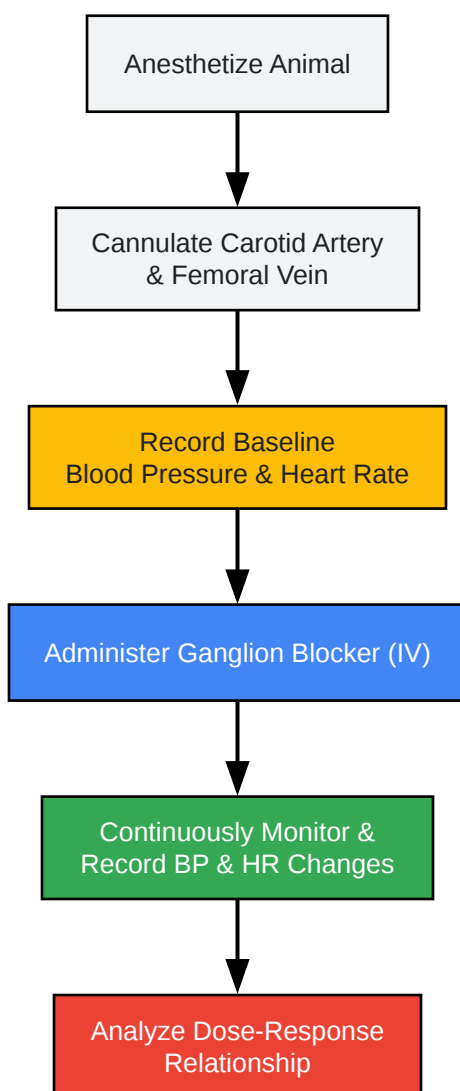 Anesthetize Animal
Cannulate Carotid Artery
& Femoral Vein
Record Baseline
Blood Pressure & Heart Rate
Administer Ganglion Blocker (IV)
Continuously Monitor &
Record BP & HR Changes
Analyze Dose-Response
Relationship